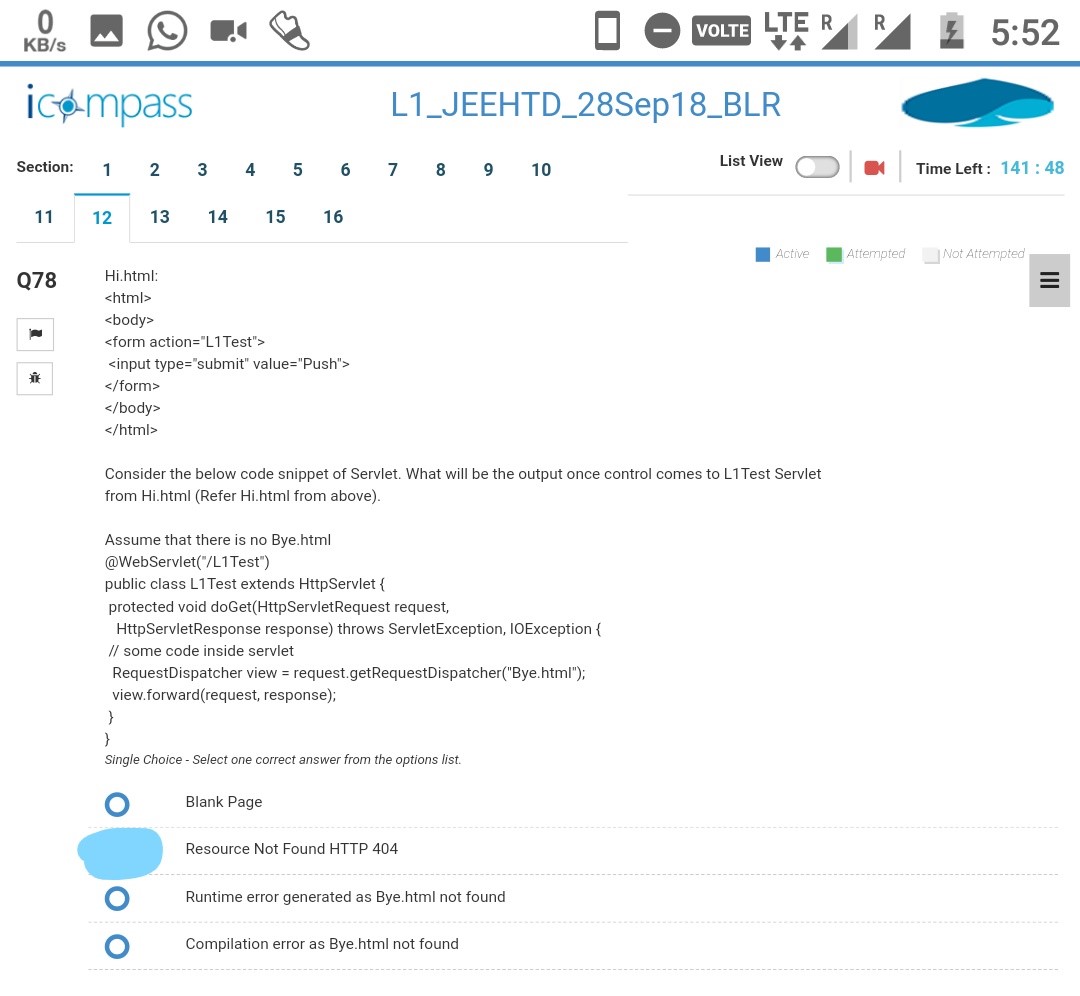 0
KB/s
VOLTE
LTE
R
R
5:52
icompass
L1_JEEHTD_28Sep18_BLR
Section: 1 2 3 4 5 6 7 8 9 10
List View
Time Left : 141 : 48
11 12 13 14 15 16
Active Attempted Not Attempted
Q78
Hi.html:
<html>
<body>
<form action="L1Test">
<input type="submit" value="Push">
</form>
</body>
</html>
Consider the below code snippet of Servlet. What will be the output once control comes to L1Test Servlet
from Hi.html (Refer Hi.html from above).
Assume that there is no Bye.html
@WebServlet("/L1Test")
public class L1Test extends HttpServlet {
protected void doGet(HttpServletRequest request,
HttpServletResponse response) throws ServletException, IOException {
// some code inside servlet
RequestDispatcher view = request.getRequestDispatcher("Bye.html");
view.forward(request, response);
}
}
Single Choice - Select one correct answer from the options list.
Blank Page
Resource Not Found HTTP 404
Runtime error generated as Bye.html not found
Compilation error as Bye.html not found